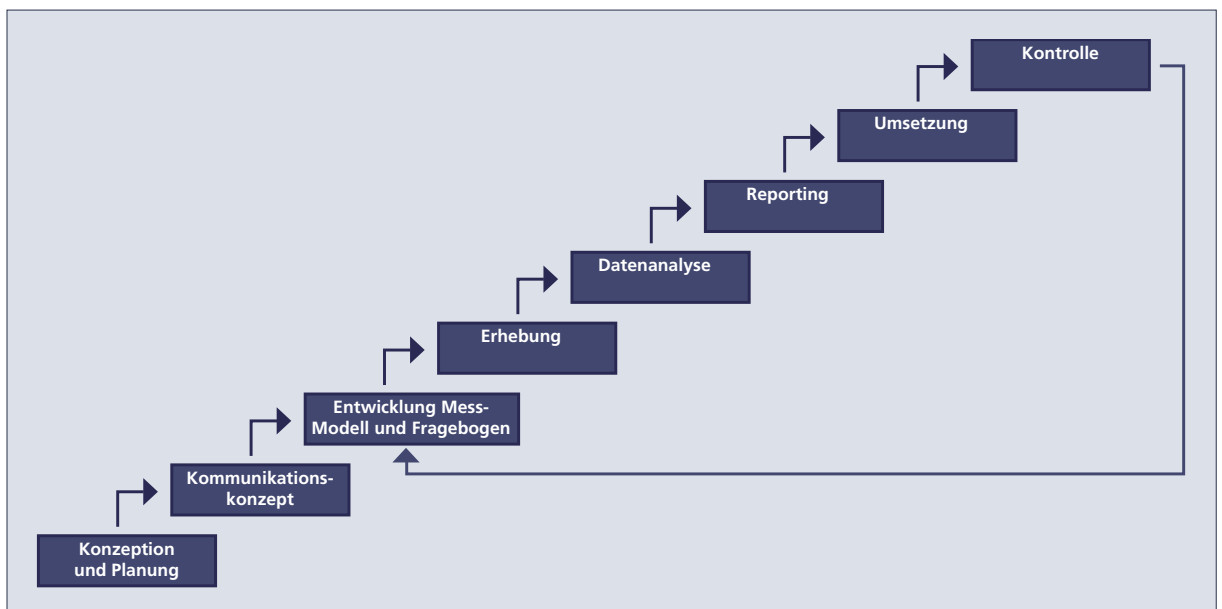 Kontrolle
Umsetzung
Reporting
Datenanalyse
Erhebung
Entwicklung Mess-
Modell und Fragebogen
Kommunikations-
konzept
Konzeption
und Planung